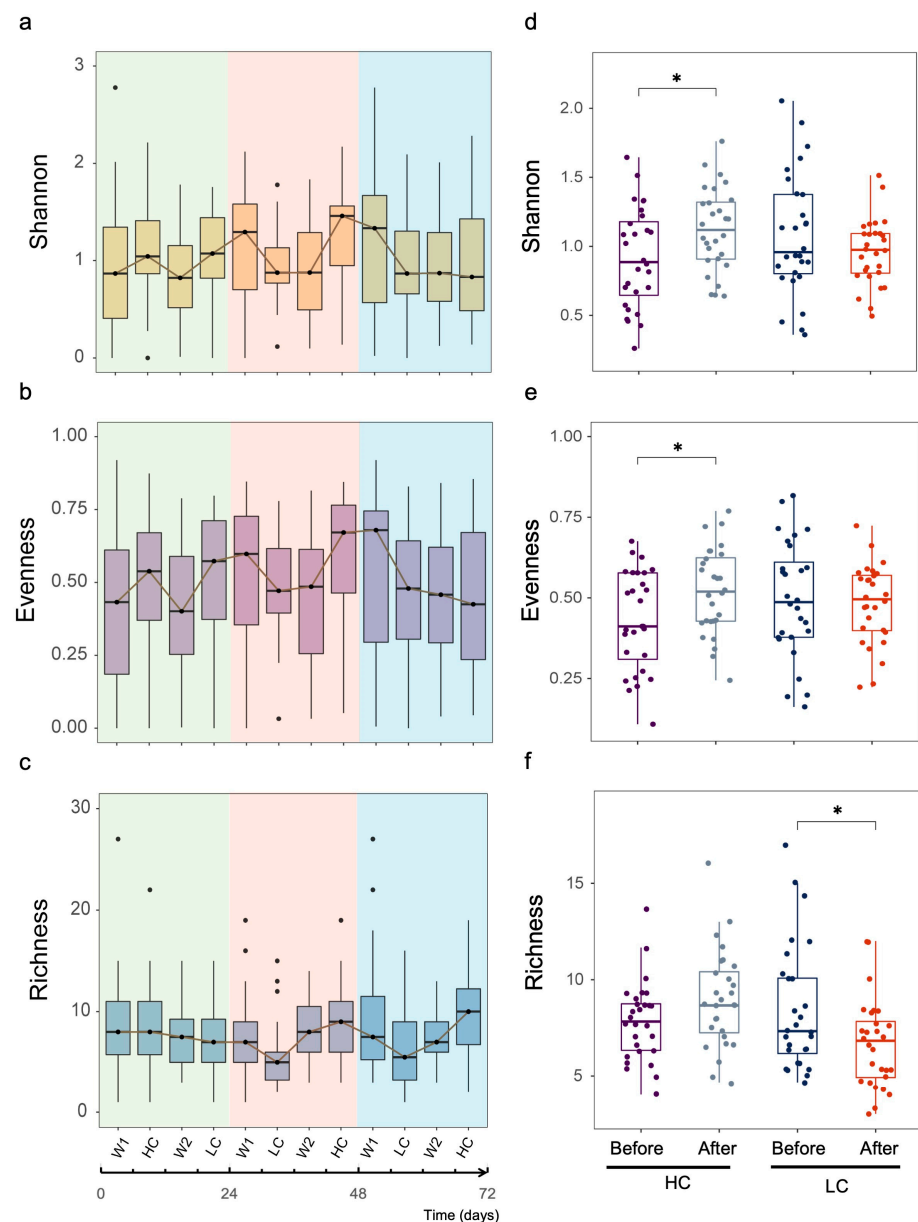 a
Shannon
3
2
1
0
b
Evenness
1.00
0.75
0.50
0.25
0.00
c
Richness
30
20
10
0
W1 HC W2 LC W1 LC W2 HC W1 LC W2 HC
0 24 48 72
Time (days)
d
Shannon
2.0
1.5
1.0
0.5
*
e
Evenness
1.00
0.75
0.50
0.25
*
f
Richness
15
10
5
*
Before After Before After
HC LC